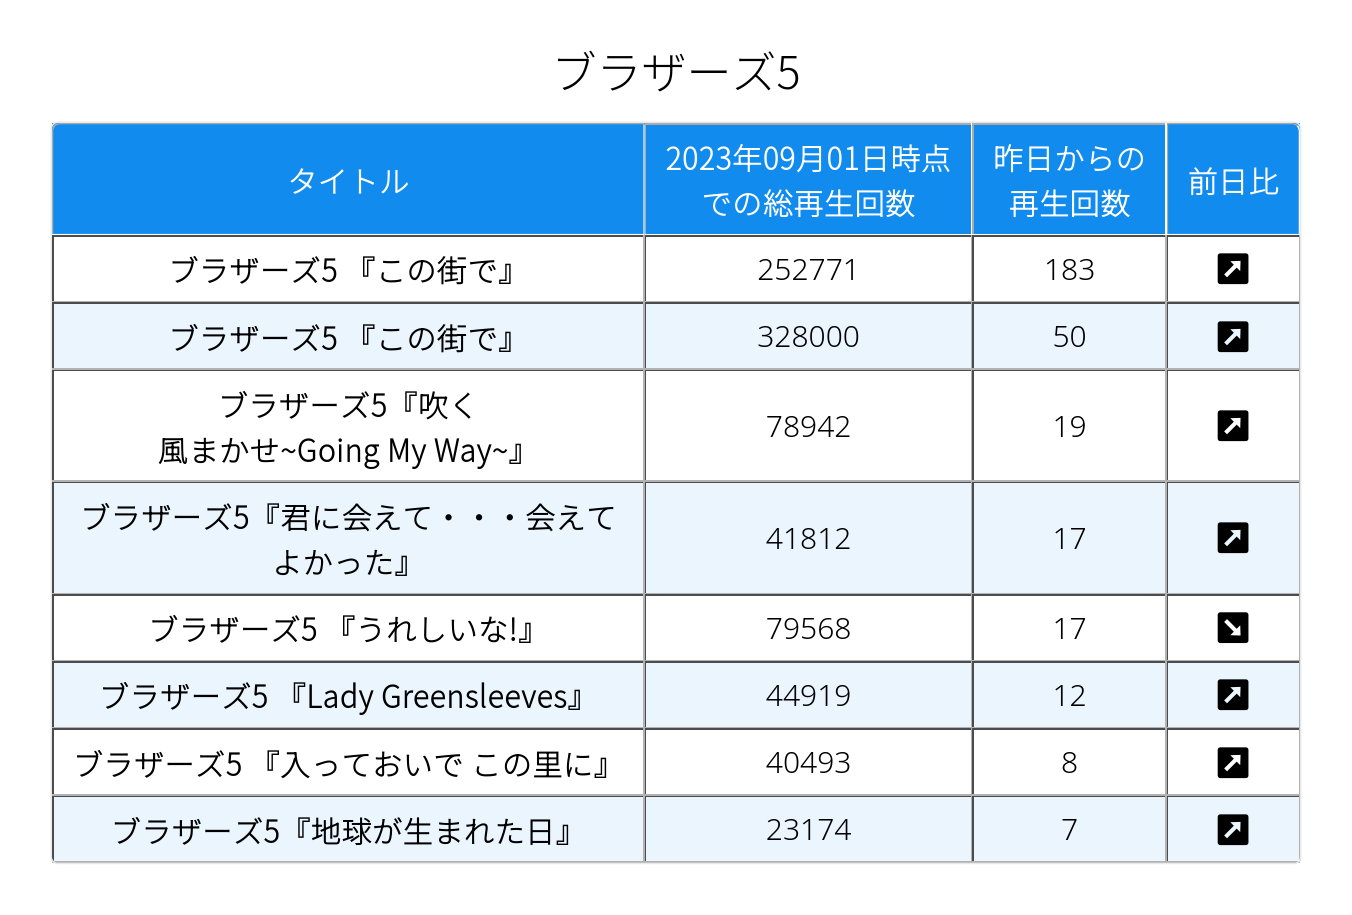 ブラザーズ5
タイトル
2023年09月01日時点
での総再生回数
昨日からの
再生回数
前日比
ブラザーズ5 『この街で』
252771
183
ブラザーズ5 『この街で』
328000
50
ブラザーズ5『吹く
風まかせ~Going My Way~』
78942
19
ブラザーズ5『君に会えて・・・会えて
よかった』
41812
17
ブラザーズ5 『うれしいな!』
79568
17
ブラザーズ5 『Lady Greensleeves』
44919
12
ブラザーズ5 『入っておいで この里に』
40493
8
ブラザーズ5『地球が生まれた日』
23174
7